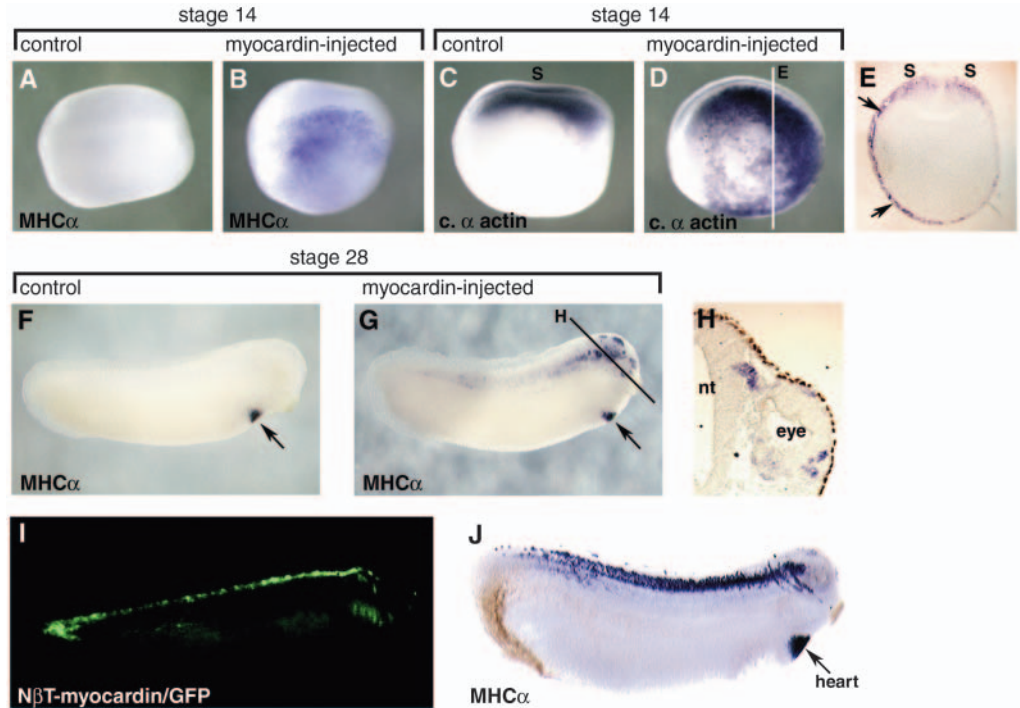 stage 14
stage 14
control
myocardin-injected
control
myocardin-injected
A
MHCα
B
MHCα
C
S
c. α actin
D
E
c. α actin
E
S
S
stage 28
control
myocardin-injected
F
MHCα
G
H
MHCα
H
nt
eye
I
NβT-myocardin/GFP
J
MHCα
heart